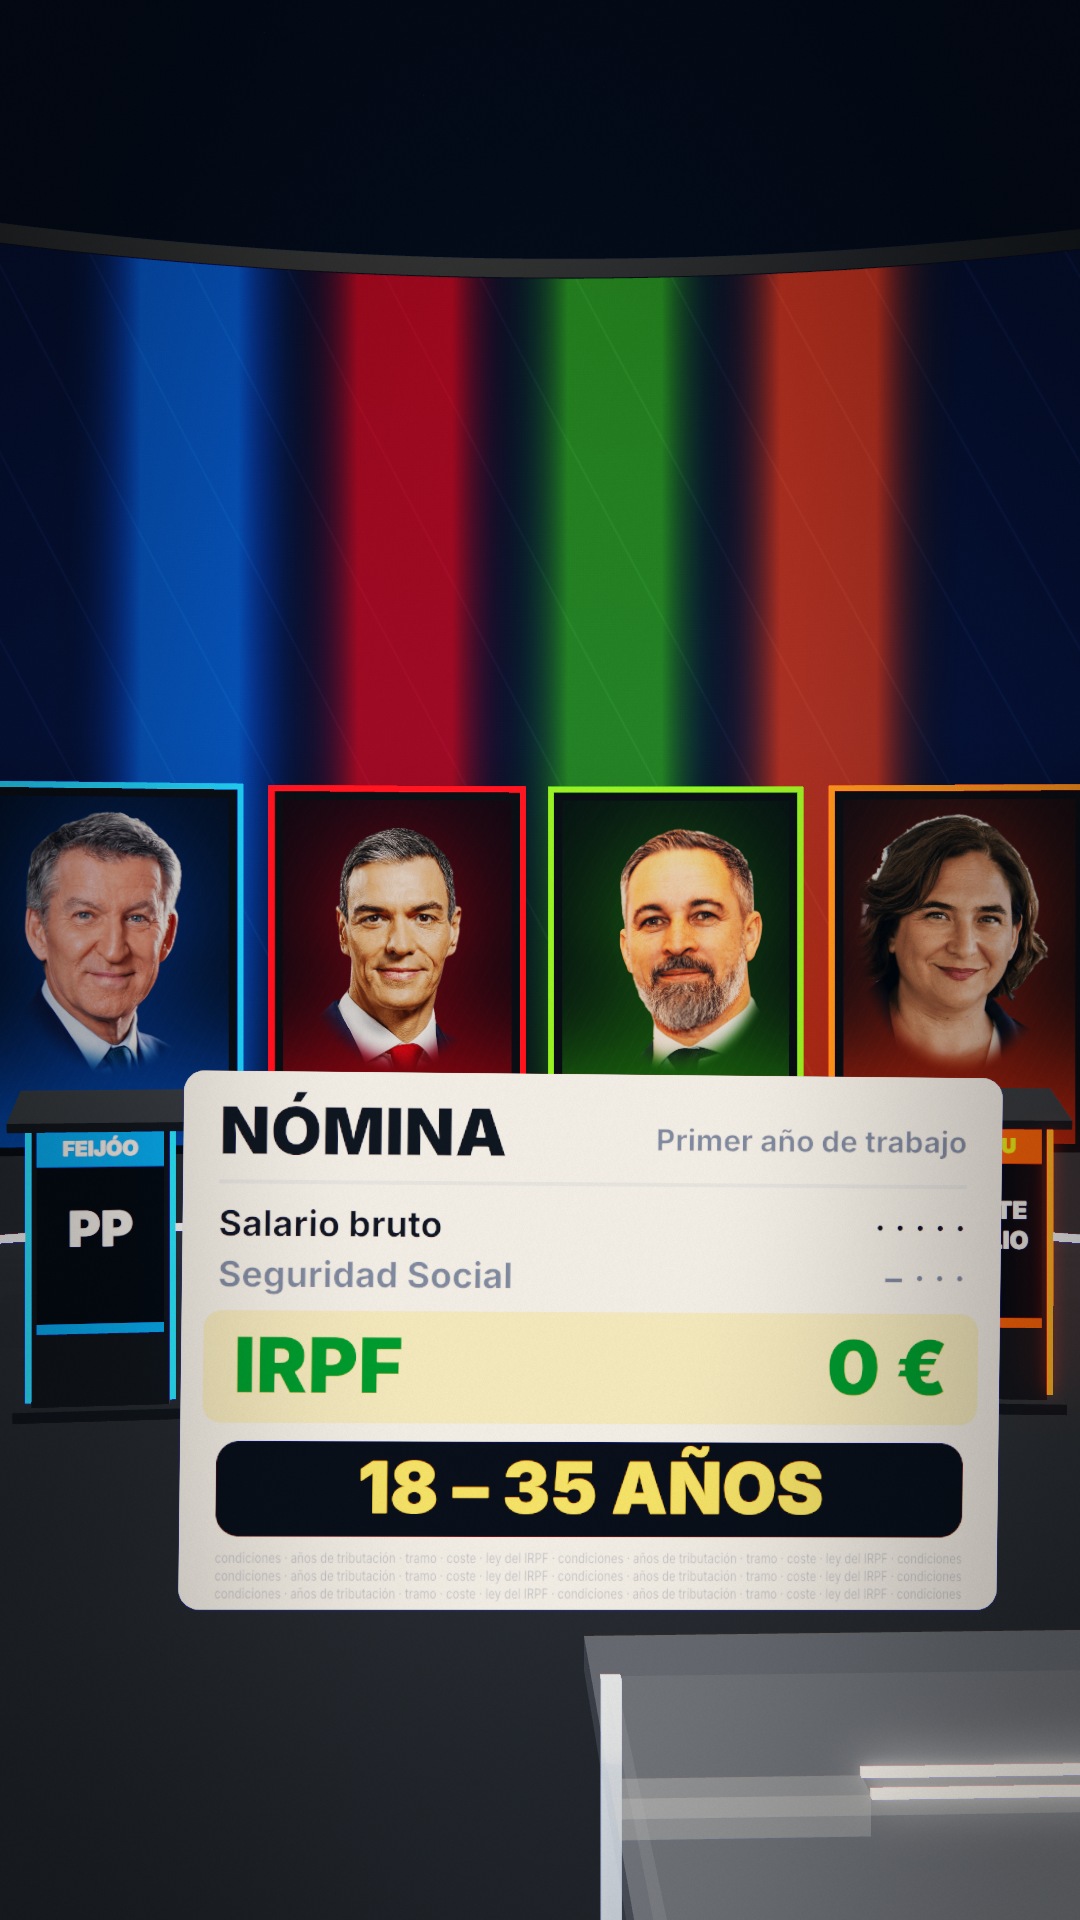 FEIJÓO
PP
U
TE
IO
NÓMINA
Primer año de trabajo
Salario bruto . . . . .
Seguridad Social – . . .
IRPF 0 €
18 – 35 AÑOS
condiciones · años de tributación · tramo · coste · ley del IRPF · condiciones · años de tributación · tramo · coste · ley del IRPF · condiciones
condiciones · años de tributación · tramo · coste · ley del IRPF · condiciones · años de tributación · tramo · coste · ley del IRPF · condiciones
condiciones · años de tributación · tramo · coste · ley del IRPF · condiciones · años de tributación · tramo · coste · ley del IRPF · condiciones